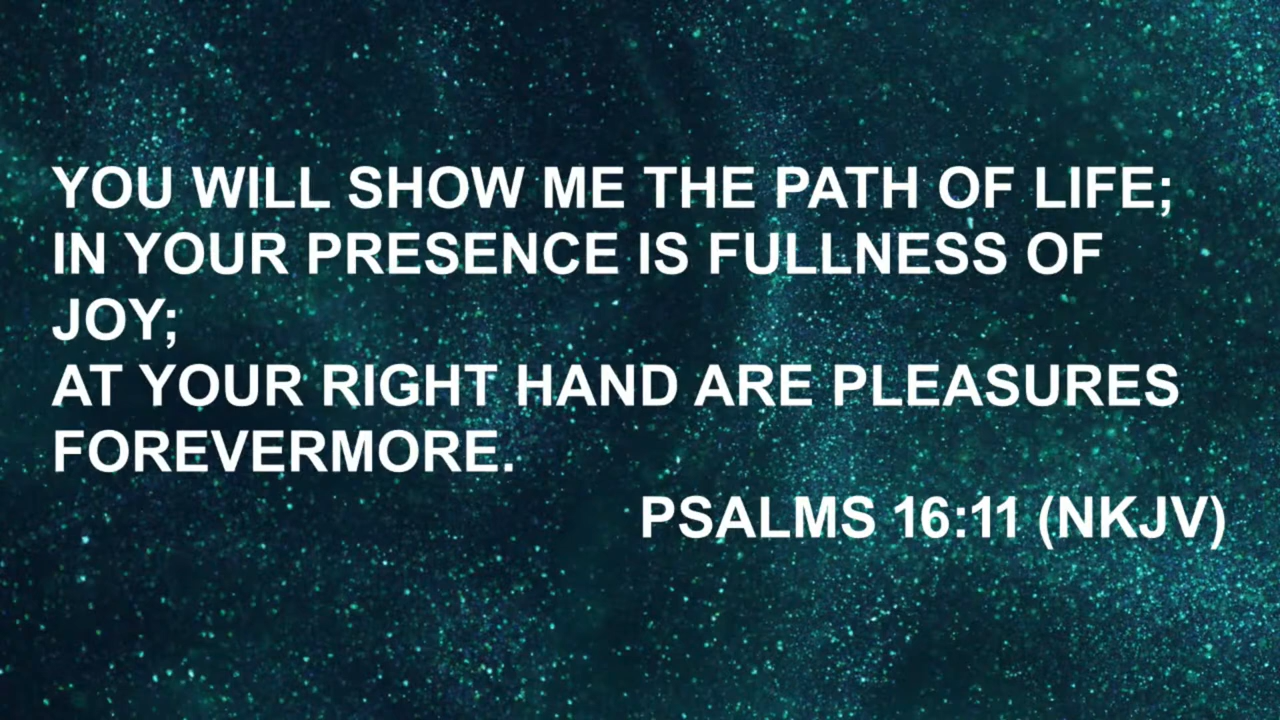 YOU WILL SHOW ME THE PATH OF LIFE;
IN YOUR PRESENCE IS FULLNESS OF
JOY;
AT YOUR RIGHT HAND ARE PLEASURES
FOREVERMORE.
PSALMS 16:11 (NKJV)